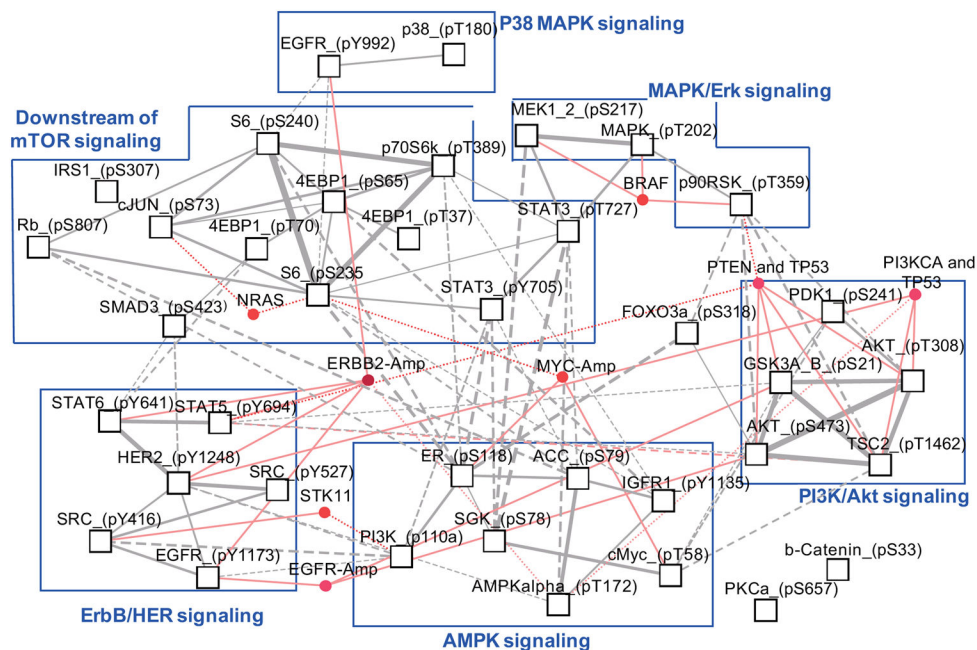 P38 MAPK signaling
p38_(pT180)
EGFR_(pY992)
MAPK/Erk signaling
MEK1_2_(pS217)
MAPK_(pT202)
BRAF
p90RSK_(pT359)
Downstream of
mTOR signaling
S6_(pS240)
p70S6k_(pT389)
IRS1_(pS307)
4EBP1_(pS65)
cJUN_(pS73)
4EBP1_(pT70)
4EBP1_(pT37)
STAT3_(pT727)
Rb_(pS807)
S6_(pS235
NRAS
STAT3_(pY705)
SMAD3_(pS423)
PTEN and TP53
PI3KCA and
TP53
PDK1_(pS241)
FOXO3a_(pS318)
AKT_(pT308)
GSK3A_B_(pS21)
AKT_(pS473)
TSC2_(pT1462)
PI3K/Akt signaling
ERBB2-Amp
MYC-Amp
STAT6_(pY641)
STAT5_(pY694)
HER2_(pY1248)
SRC_(pY527)
STK11
SRC_(pY416)
EGFR_(pY1173)
EGFR-Amp
ErbB/HER signaling
ER_(pS118)
ACC_(pS79)
IGFR1_(pY1135)
SGK_(pS78)
PI3K_(p110a)
cMyc_(pT58)
AMPKalpha_(pT172)
AMPK signaling
b-Catenin_(pS33)
PKCa_(pS657)